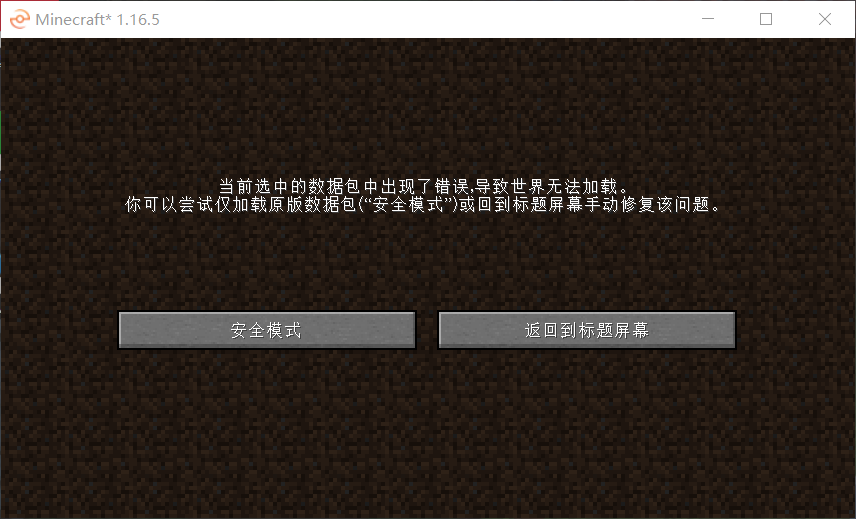 Minecraft* 1.16.5
当前选中的数据包中出现了错误,导致世界无法加载。
你可以尝试仅加载原版数据包(“安全模式”)或回到标题屏幕手动修复该问题。
安全模式
返回到标题屏幕